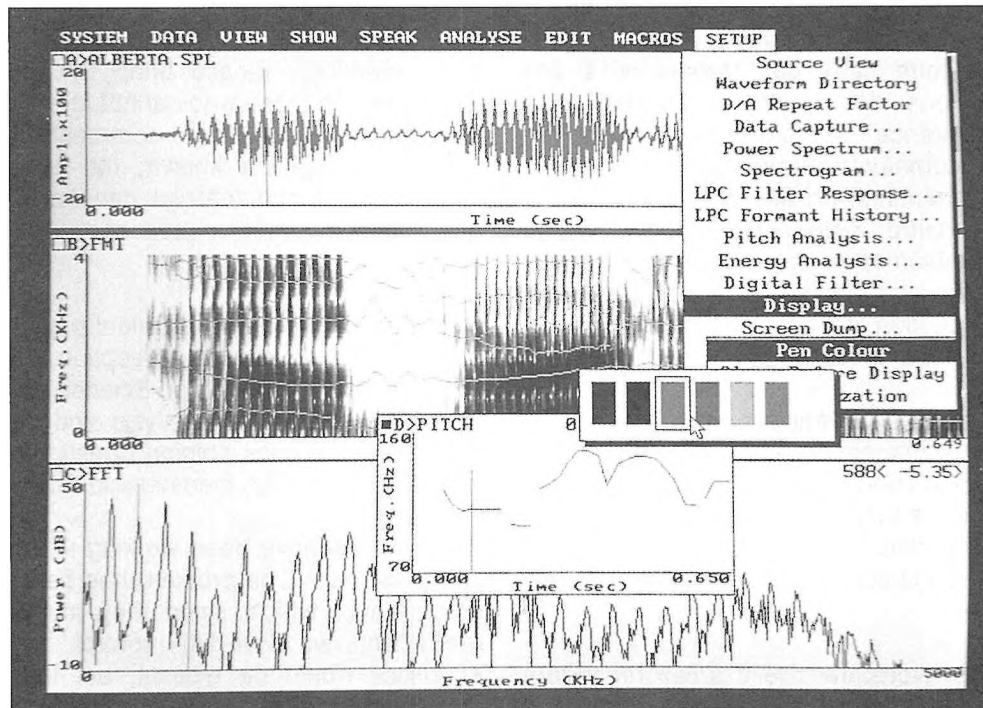 SYSTEM DATA VIEW SHOW SPEAK ANALYSE EDIT MACROS SETUP
A>ALBERTA.SPL
20
Ampl.x100
-20
0.000
Time (sec)
Source View
Waveform Directory
D/A Repeat Factor
Data Capture...
Power Spectrum...
Spectrogram...
LPC Filter Response...
LPC Formant History...
Pitch Analysis...
Energy Analysis...
Digital Filter...
Display...
Screen Dump...
Pen Colour
re Display
zation
B>FMT
4
Freq.(KHz)
0
0.000
0.649
D>PITCH
0
160
Freq.(Hz)
70
0.000
Time (sec)
0.650
C>FFT
588< -5.35>
50
Power (dB)
-10
0
Frequency (KHz)
5000